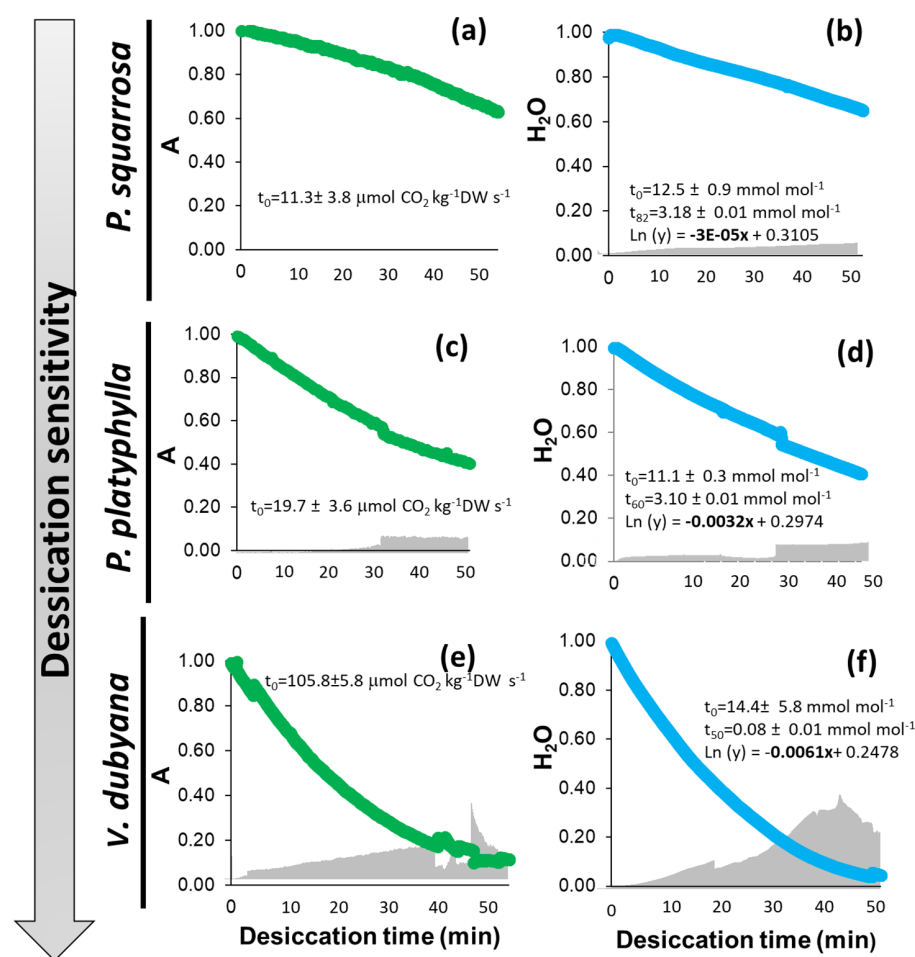 Dessication sensitivity
P. squarrosa
(a)
A
1.00
0.80
0.60
0.40
0.20
0.00
t₀=11.3± 3.8 μmol CO₂ kg⁻¹DW s⁻¹
0 10 20 30 40 50
(b)
H₂O
1.00
0.80
0.60
0.40
0.20
0.00
t₀=12.5 ± 0.9 mmol mol⁻¹
t₈₂=3.18 ± 0.01 mmol mol⁻¹
Ln (y) = -3E-05x + 0.3105
0 10 20 30 40 50
P. platyphylla
(c)
A
1.00
0.80
0.60
0.40
0.20
0.00
t₀=19.7 ± 3.6 μmol CO₂ kg⁻¹DW s⁻¹
0 10 20 30 40 50
(d)
H₂O
1.00
0.80
0.60
0.40
0.20
0.00
t₀=11.1 ± 0.3 mmol mol⁻¹
t₆₀=3.10 ± 0.01 mmol mol⁻¹
Ln (y) = -0.0032x + 0.2974
0 10 20 30 40 50
V. dubyana
(e)
A
1.00
0.80
0.60
0.40
0.20
0.00
t₀=105.8±5.8 μmol CO₂ kg⁻¹DW s⁻¹
0 10 20 30 40 50
Desiccation time (min)
(f)
H₂O
1.00
0.80
0.60
0.40
0.20
0.00
t₀=14.4± 5.8 mmol mol⁻¹
t₅₀=0.08 ± 0.01 mmol mol⁻¹
Ln (y) = -0.0061x+ 0.2478
0 10 20 30 40 50
Desiccation time (min)